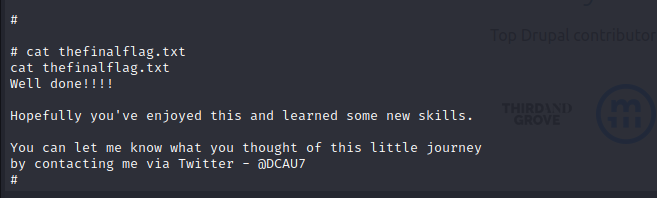 #
Top Drupal contributor
# cat thefinalflag.txt
cat thefinalflag.txt
Well done!!!!
Hopefully you've enjoyed this and learned some new skills.
THIRD AND
GROVE
You can let me know what you thought of this little journey
by contacting me via Twitter - @DCAU7
#